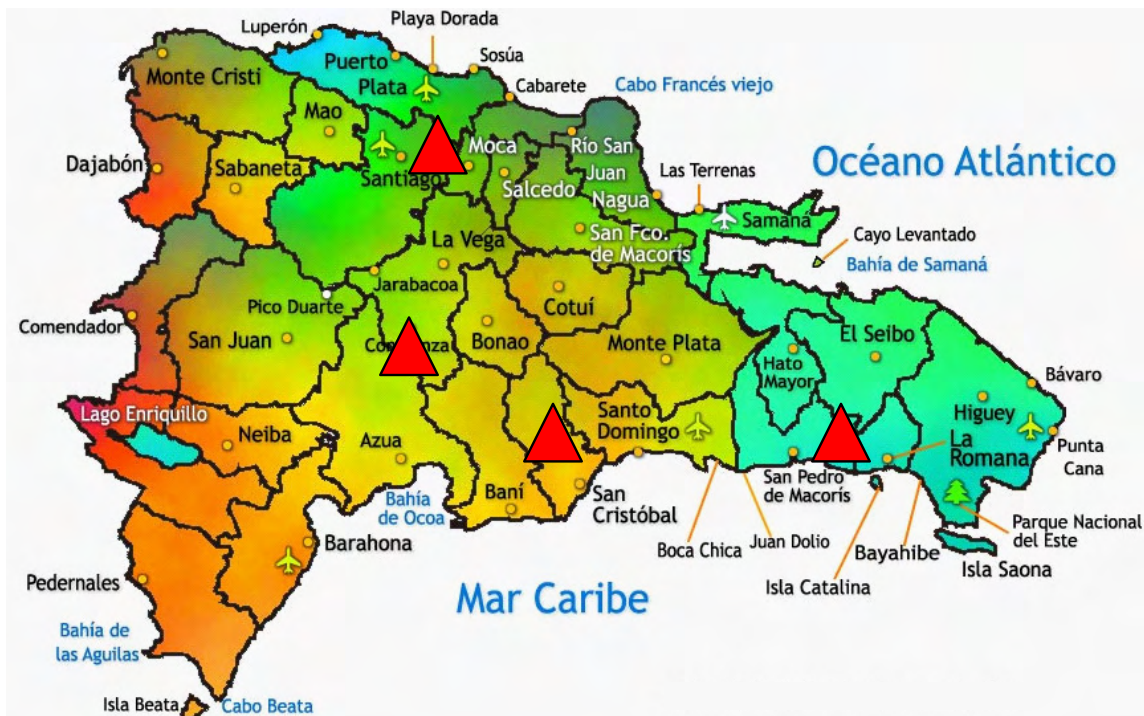 Luperón
Playa Dorada
Puerto
Plata
Sosúa
Cabarete
Cabo Francés viejo
Monte Cristi
Mao
Dajabón
Sabaneta
Santiago
Moca
Salcedo
Río San
Juan
Nagua
Las Terrenas
Océano Atlántico
Samaná
Cayo Levantado
Bahía de Samaná
La Vega
San Fco.
de Macorís
Jarabacoa
Pico Duarte
Cotuí
Comendador
San Juan
Bonao
Monte Plata
El Seibo
Hato
Mayor
Bávaro
Higuey
Lago Enriquillo
Neiba
Azua
Santo
Domingo
La
Romana
Punta
Cana
San Pedro
de Macorís
Bahía
de Ocoa
Baní
San
Cristóbal
Parque Nacional
del Este
Barahona
Boca Chica
Juan Dolio
Bayahibe
Isla Catalina
Isla Saona
Pedernales
Mar Caribe
Bahía de
las Aguilas
Isla Beata
Cabo Beata